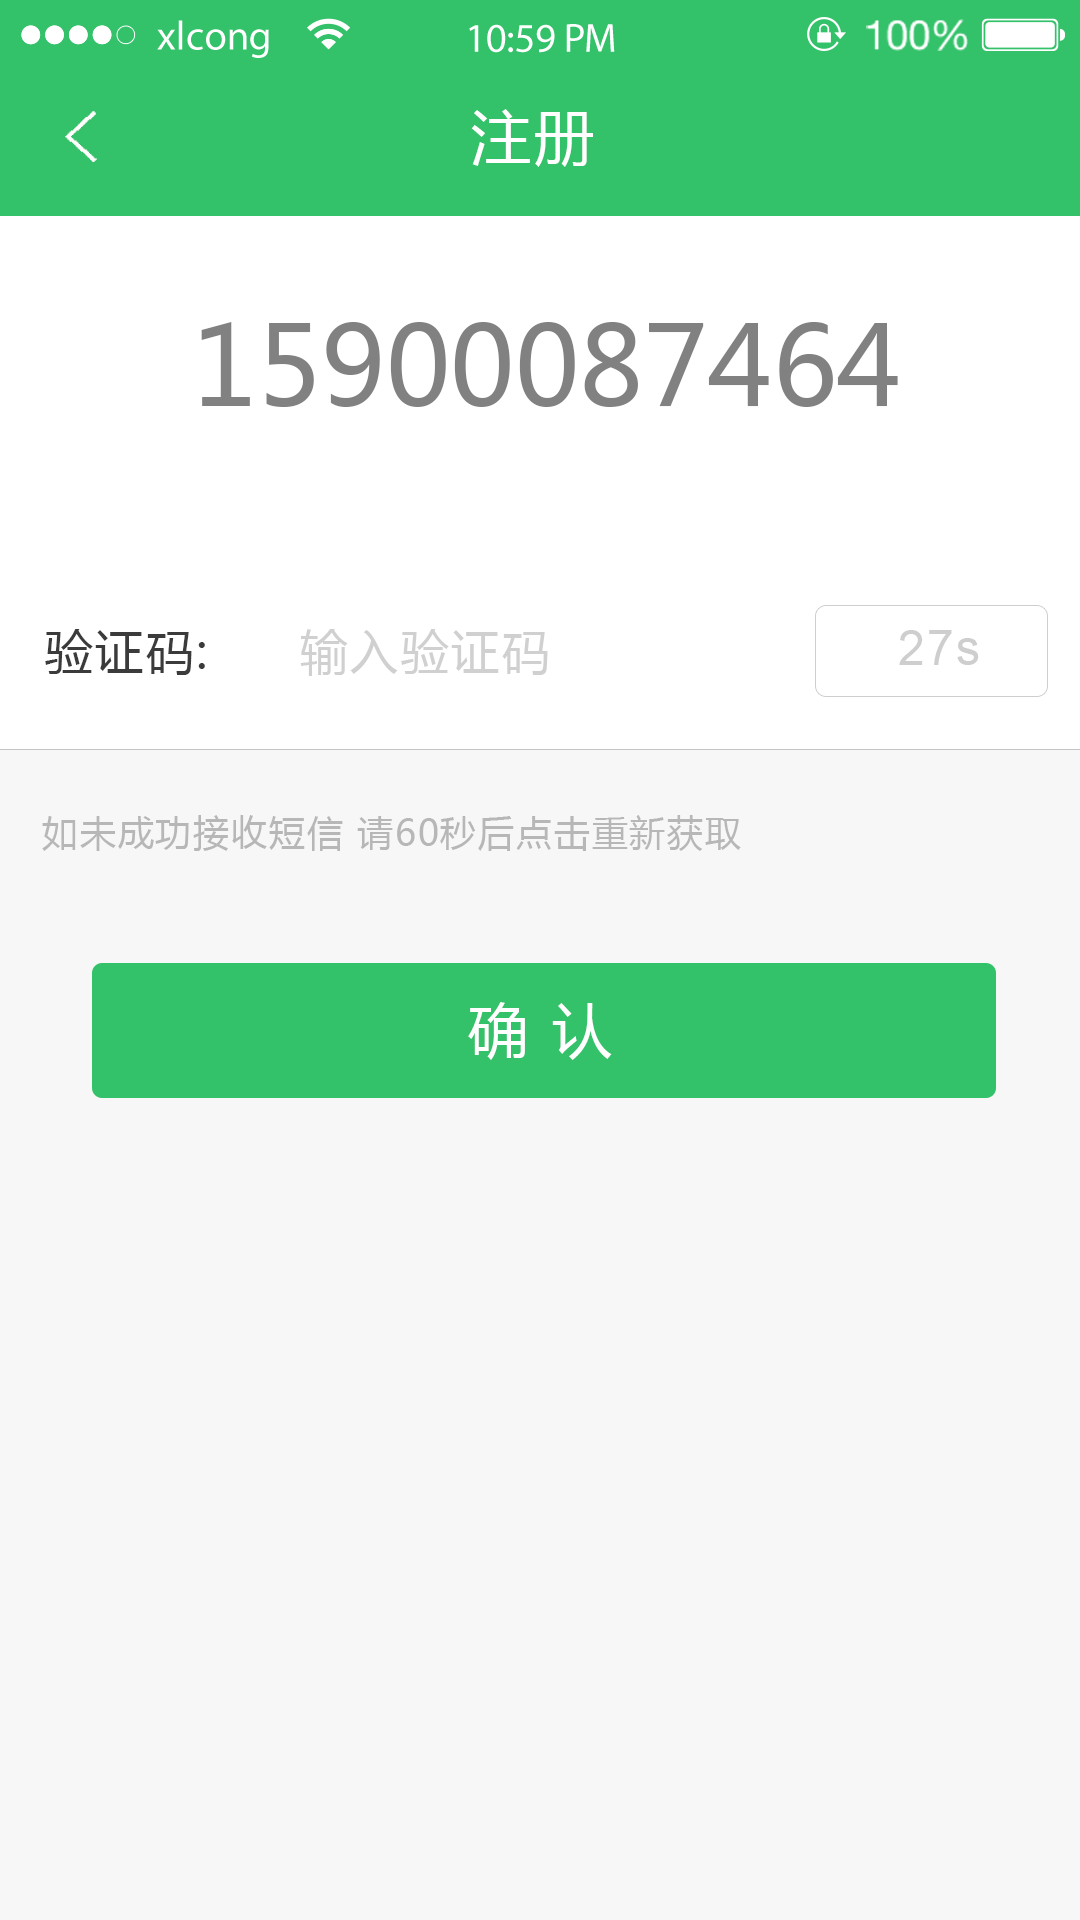 xlcong 10:59 PM 100%
注册
15900087464
验证码: 输入验证码 27s
如未成功接收短信 请60秒后点击重新获取
确 认